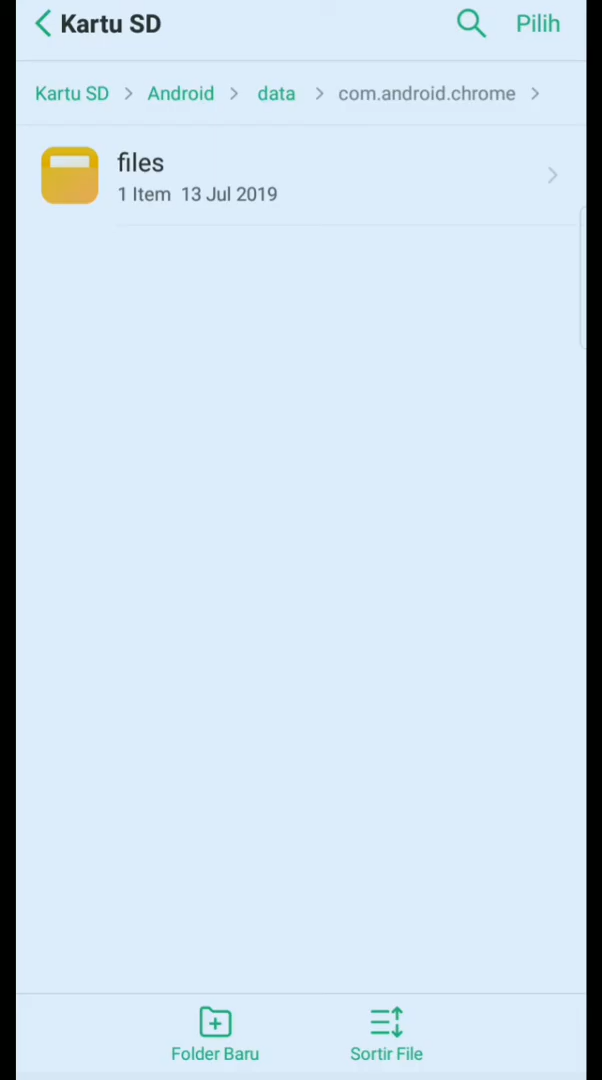 Kartu SD
Pilih
Kartu SD > Android > data > com.android.chrome >
files
1 Item 13 Jul 2019
Folder Baru
Sortir File